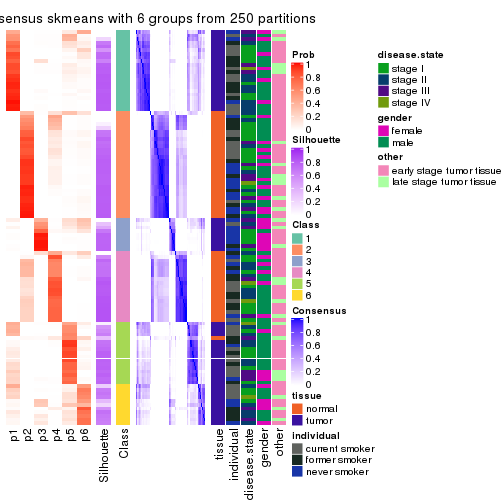 sensus skmeans with 6 groups from 250 partitions
Prob
1
0.8
0.6
0.4
0.2
0
Silhouette
1
0.8
0.6
0.4
0.2
0
Class
1
2
3
4
5
6
Consensus
1
0.8
0.6
0.4
0.2
0
tissue
normal
tumor
individual
current smoker
former smoker
never smoker
disease.state
stage I
stage II
stage III
stage IV
gender
female
male
other
early stage tumor tissue
late stage tumor tissue
p1
p2
p3
p4
p5
p6
Silhouette
Class
tissue
individual
disease.state
gender
other